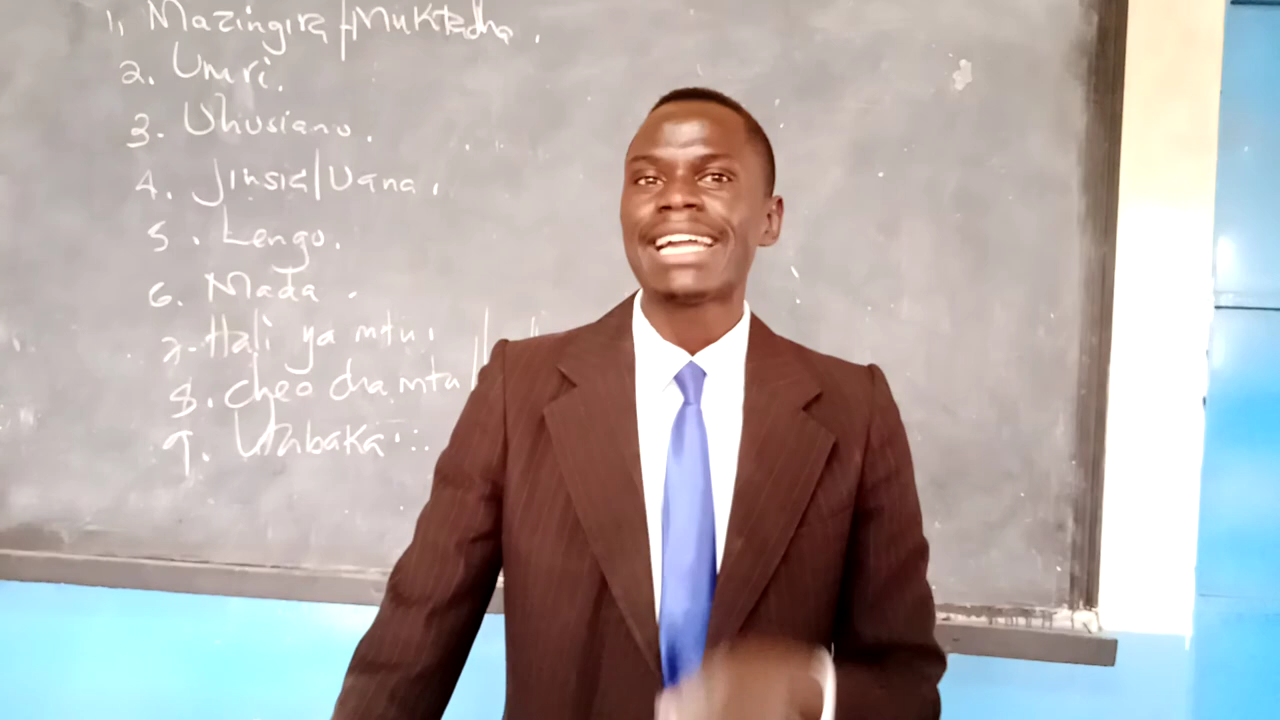 1, Mazingira/Muktadha.
2. Umri.
3. Uhusiano.
4. Jinsia/Uana.
5. Lengo.
6. Mada.
7. Hali ya mtu.
8. cheo cha mtu
9. Utabaka